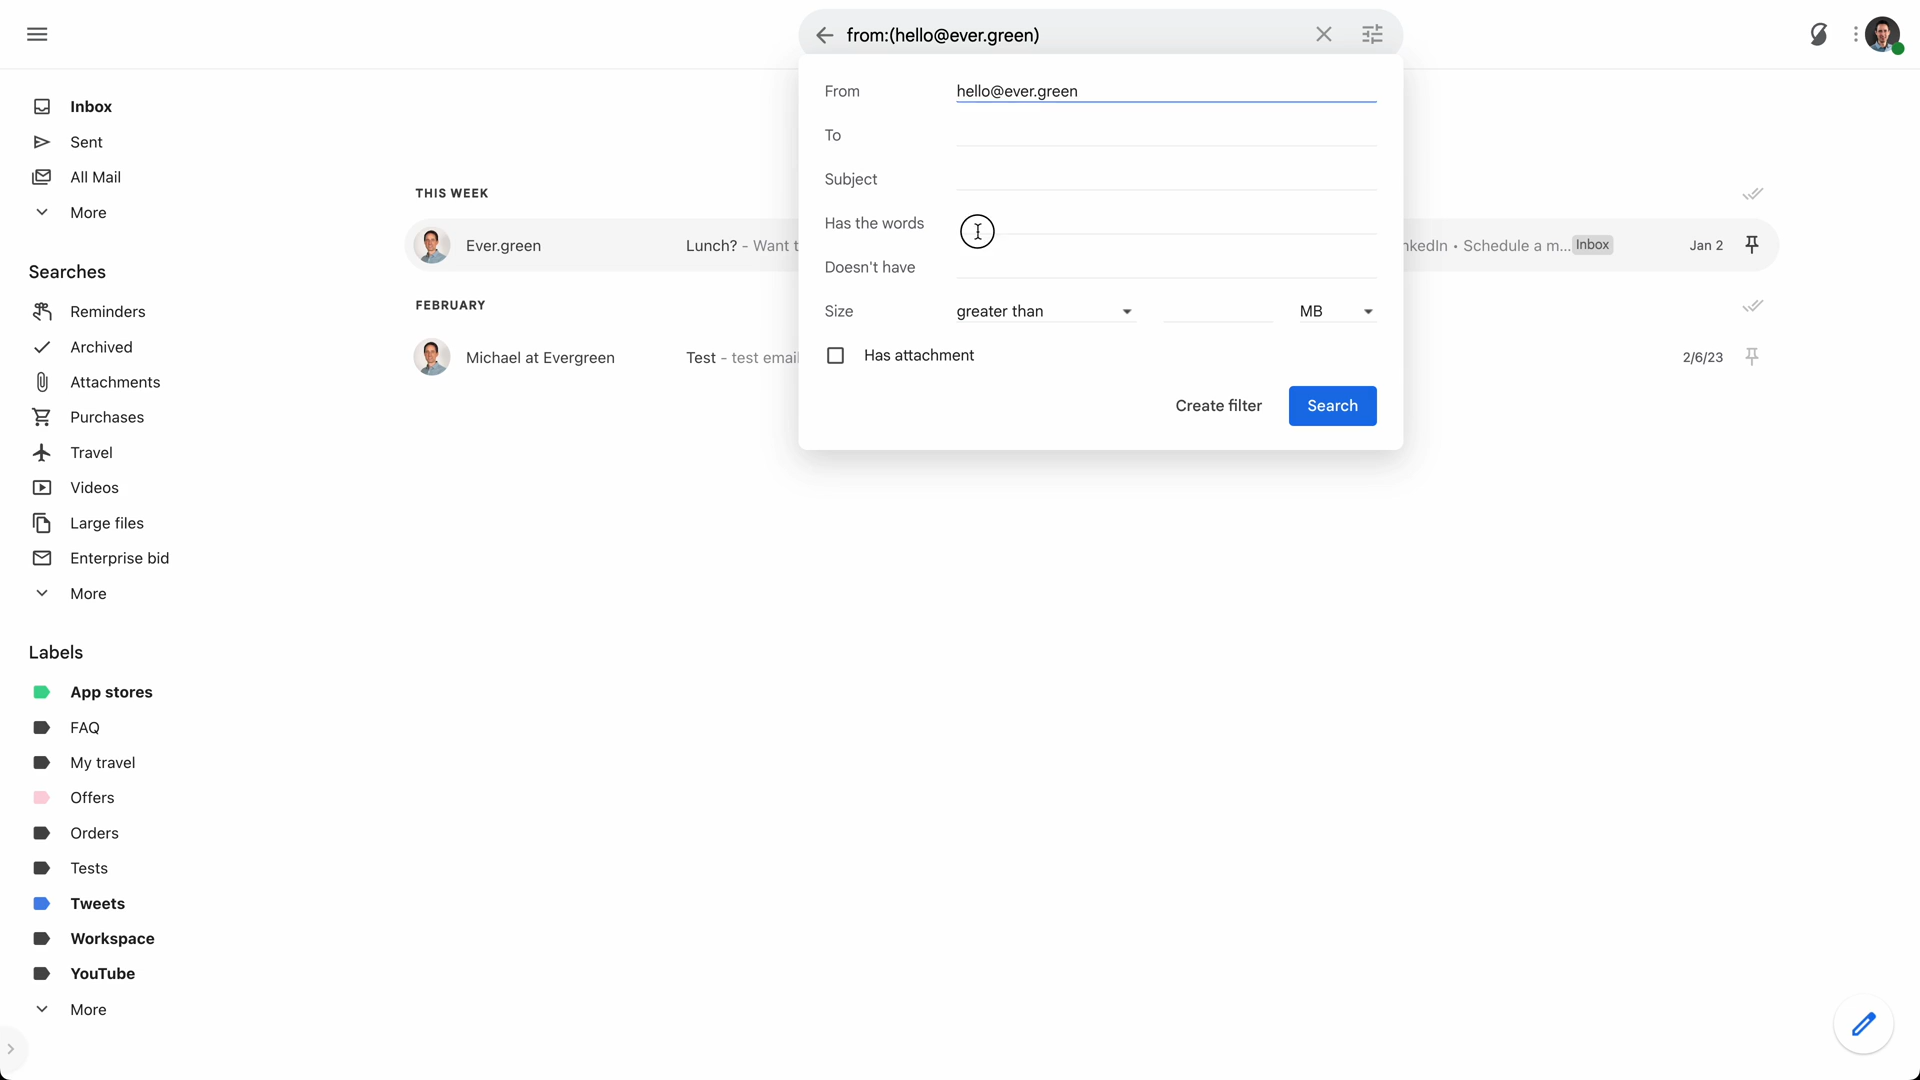 from:(hello@ever.green)
From hello@ever.green
To
Subject
Has the words
Doesn't have
Size greater than MB
Has attachment
Create filter Search
Inbox
Sent
All Mail
More
Searches
Reminders
Archived
Attachments
Purchases
Travel
Videos
Large files
Enterprise bid
More
Labels
App stores
FAQ
My travel
Offers
Orders
Tests
Tweets
Workspace
YouTube
More
THIS WEEK
Ever.green Lunch? - Want • Schedule a m... Inbox Jan 2
FEBRUARY
Michael at Evergreen Test - test email 2/6/23